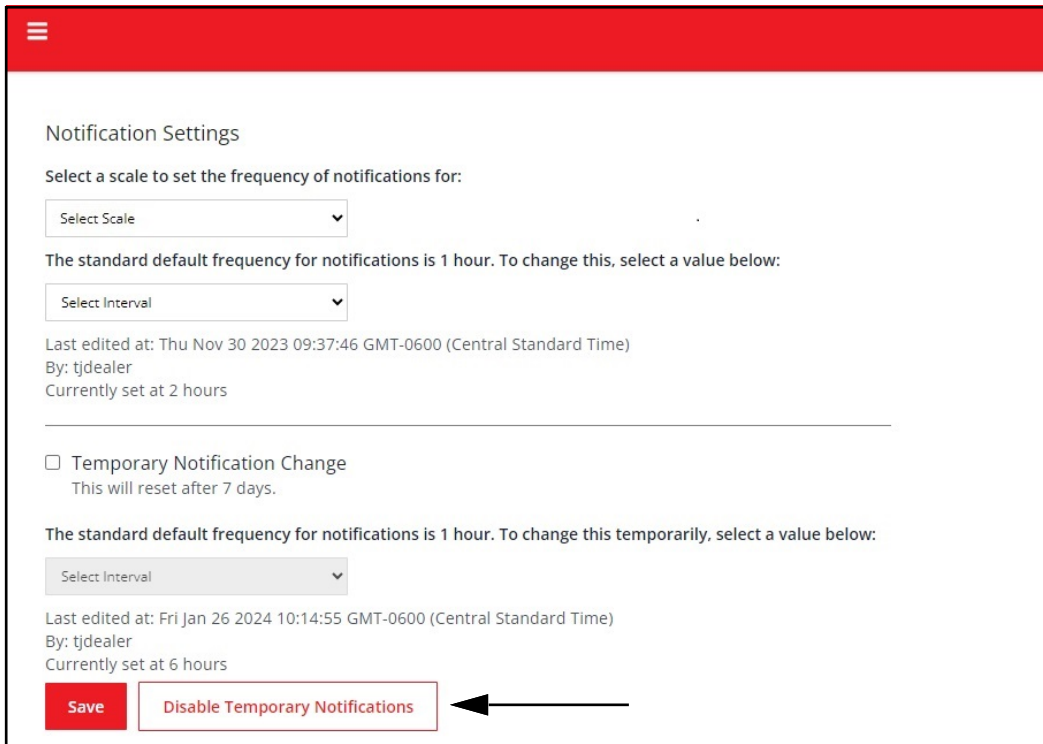 Notification Settings
Select a scale to set the frequency of notifications for:
Select Scale
The standard default frequency for notifications is 1 hour. To change this, select a value below:
Select Interval
Last edited at: Thu Nov 30 2023 09:37:46 GMT-0600 (Central Standard Time)
By: tjdealer
Currently set at 2 hours
Temporary Notification Change
This will reset after 7 days.
The standard default frequency for notifications is 1 hour. To change this temporarily, select a value below:
Select Interval
Last edited at: Fri Jan 26 2024 10:14:55 GMT-0600 (Central Standard Time)
By: tjdealer
Currently set at 6 hours
Save
Disable Temporary Notifications